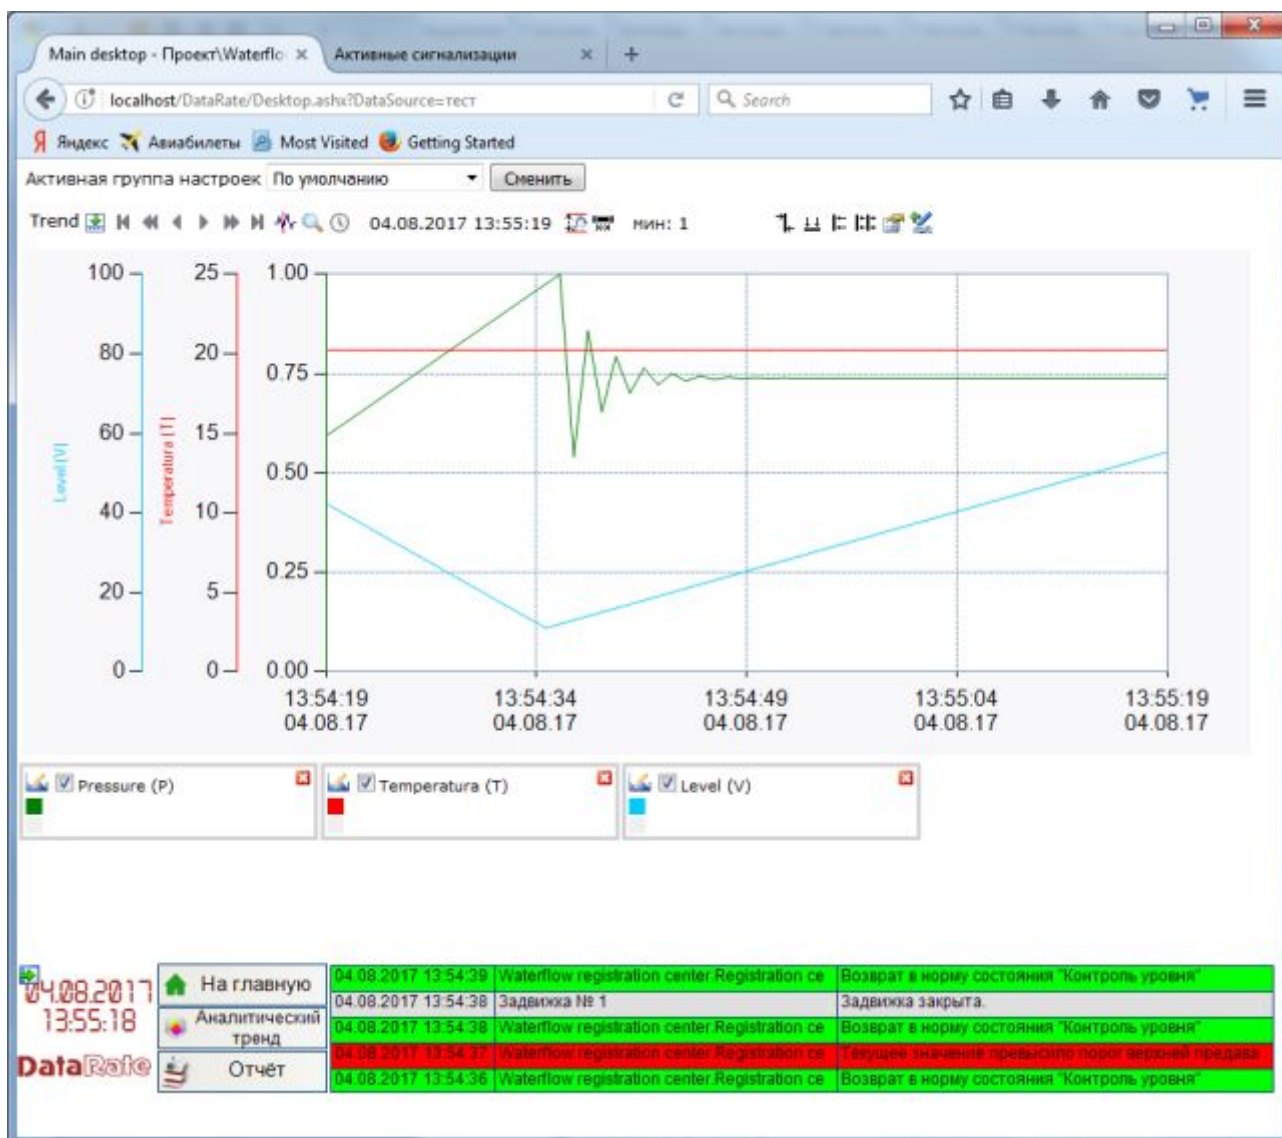 Main desktop - Проект\Waterflo × Активные сигнализации × +
localhost/DataRate/Desktop.ashx?DataSource=тест Search
Яндекс Авиабилеты Most Visited Getting Started
Активная группа настроек По умолчанию Сменить
Trend 04.08.2017 13:55:19 мин: 1
100 25 1.00
80 20
0.75
60 15
Level (V) Temperatura (T)
0.50
40 10
0.25
20 5
0 0 0.00
13:54:19 13:54:34 13:54:49 13:55:04 13:55:19
04.08.17 04.08.17 04.08.17 04.08.17 04.08.17
Pressure (P) Temperatura (T) Level (V)
04.08.2017
13:55:18
DataRate
На главную
Аналитический
тренд
Отчёт
04.08.2017 13:54:39 Waterflow registration center.Registration ce Возврат в норму состояния "Контроль уровня"
04.08.2017 13:54:38 Задвижка № 1 Задвижка закрыта.
04.08.2017 13:54:38 Waterflow registration center.Registration ce Возврат в норму состояния "Контроль уровня"
04.08.2017 13:54:37 Waterflow registration center.Registration ce Текущее значение превысило порог верхней предава
04.08.2017 13:54:36 Waterflow registration center.Registration ce Возврат в норму состояния "Контроль уровня"